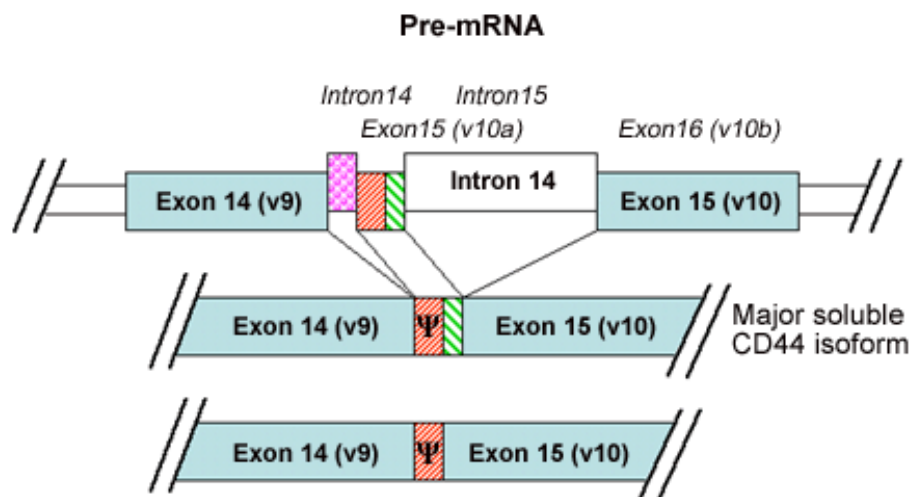 Pre-mRNA
Intron14 Intron15
Exon15 (v10a) Exon16 (v10b)
Exon 14 (v9) Intron 14 Exon 15 (v10)
Exon 14 (v9) Ψ Exon 15 (v10) Major soluble
CD44 isoform
Exon 14 (v9) Ψ Exon 15 (v10)